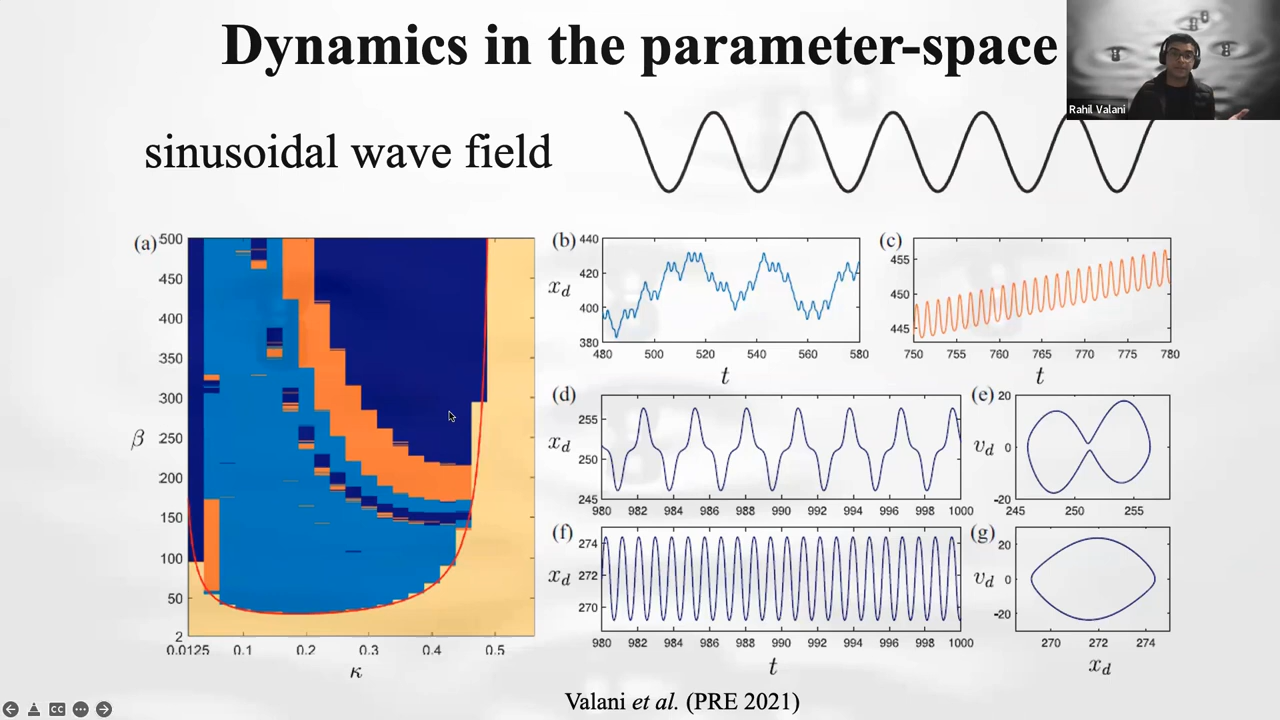 Dynamics in the parameter-space
Rahil Valani
sinusoidal wave field
(a)
500
450
400
350
300
250
200
150
100
50
2
β
0.0125 0.1 0.2 0.3 0.4 0.5
κ
(b)
440
420
400
380
x_d
480 500 520 540 560 580
t
(c)
455
450
445
750 755 760 765 770 775 780
t
(d)
255
250
245
x_d
980 982 984 986 988 990 992 994 996 998 1000
(e)
20
0
-20
v_d
245 250 255
(f)
274
272
270
x_d
980 982 984 986 988 990 992 994 996 998 1000
t
(g)
20
0
-20
v_d
270 272 274
x_d
Valani et al. (PRE 2021)
CC